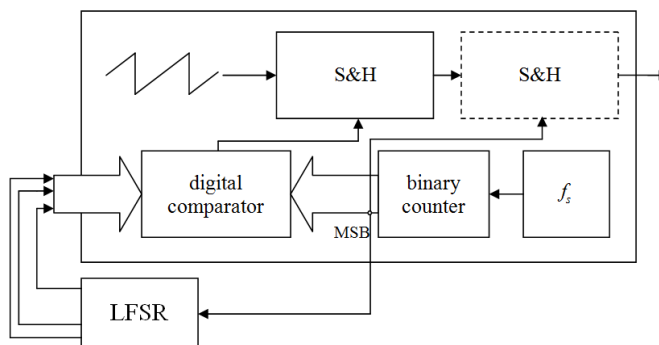 S&H
S&H
digital
comparator
binary
counter
fs
MSB
LFSR